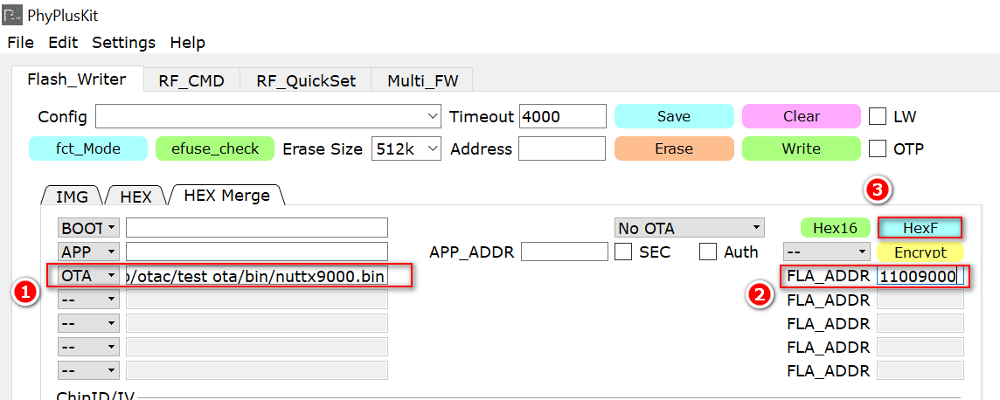 PhyPlusKit
File Edit Settings Help
Flash_Writer RF_CMD RF_QuickSet Multi_FW
Config Timeout 4000 Save Clear LW
fct_Mode efuse_check Erase Size 512k Address Erase Write OTP
3
IMG HEX HEX Merge
BOOT No OTA Hex16 HexF
APP APP_ADDR SEC Auth -- Encrypt
1 OTA o/otac/test ota/bin/nuttx9000.bin 2 FLA_ADDR 11009000
-- FLA_ADDR
-- FLA_ADDR
-- FLA_ADDR
-- FLA_ADDR
ChipID/IV